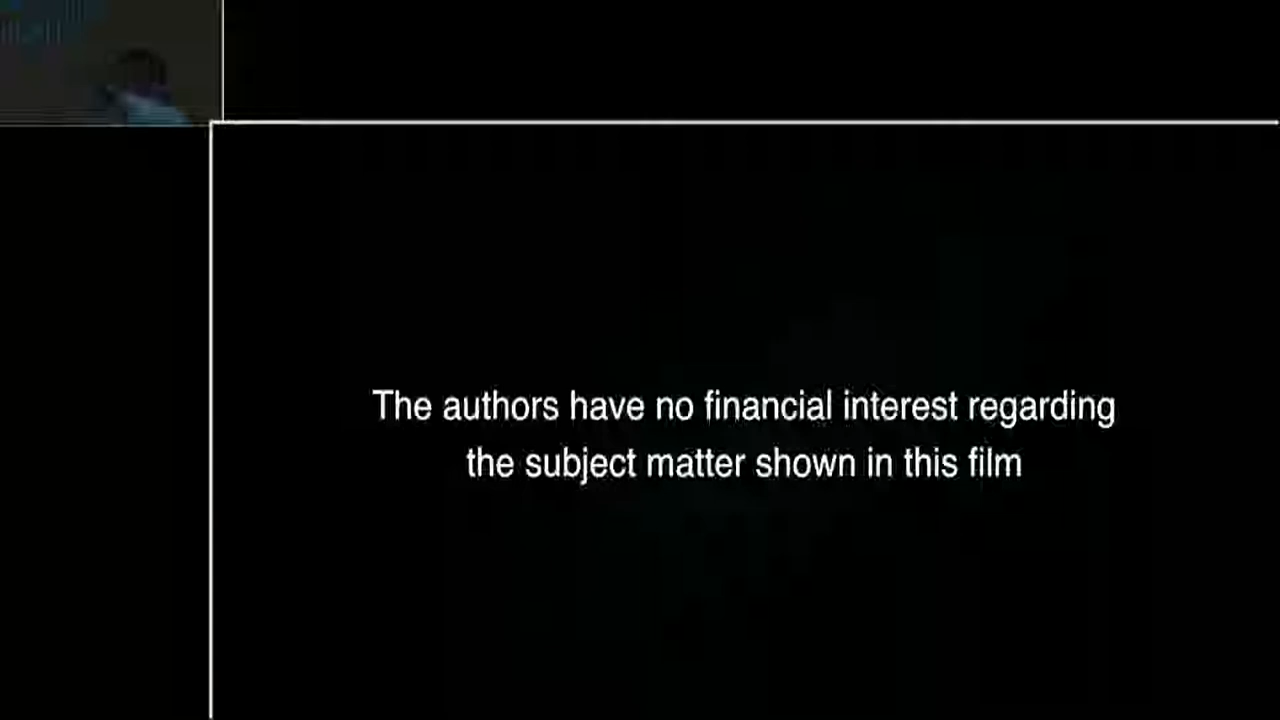 The authors have no financial interest regarding
the subject matter shown in this film